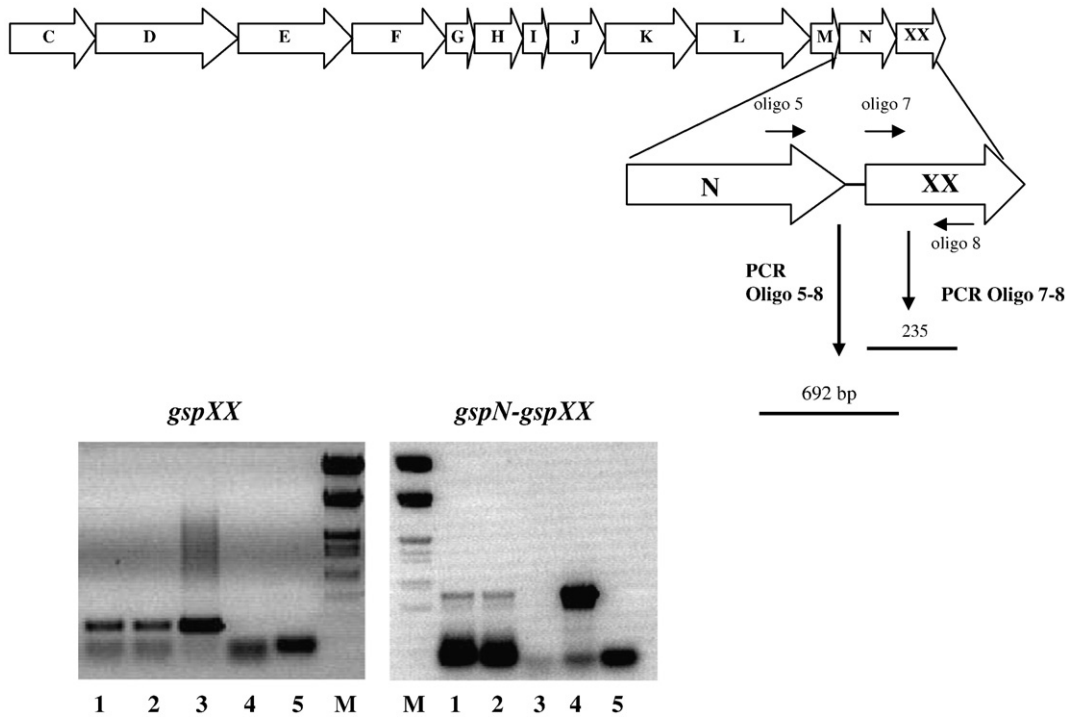 C D E F G H I J K L M N XX
oligo 5 oligo 7
N XX
oligo 8
PCR
Oligo 5-8
PCR Oligo 7-8
235
692 bp
gspXX gspN-gspXX
1 2 3 4 5 M M 1 2 3 4 5